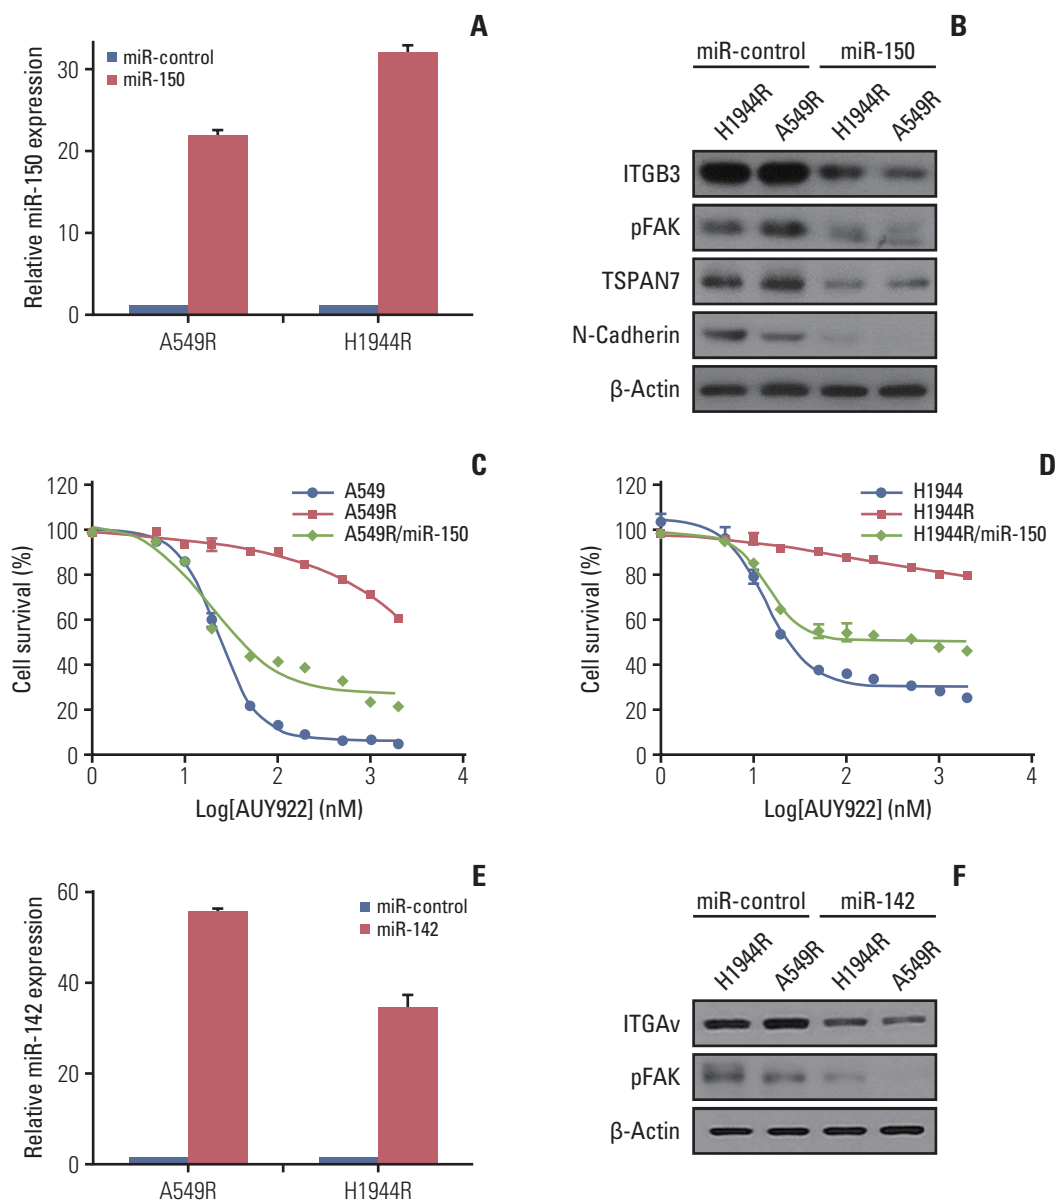 A
Relative miR-150 expression
miR-control
miR-150
30
20
10
0
A549R
H1944R
B
miR-control
miR-150
H1944R
A549R
H1944R
A549R
ITGB3
pFAK
TSPAN7
N-Cadherin
β-Actin
C
Cell survival (%)
120
100
80
60
40
20
0
A549
A549R
A549R/miR-150
0
1
2
3
4
Log[AUY922] (nM)
D
Cell survival (%)
120
100
80
60
40
20
0
H1944
H1944R
H1944R/miR-150
0
1
2
3
4
Log[AUY922] (nM)
E
Relative miR-142 expression
60
40
20
0
miR-control
miR-142
A549R
H1944R
F
miR-control
miR-142
H1944R
A549R
H1944R
A549R
ITGAv
pFAK
β-Actin